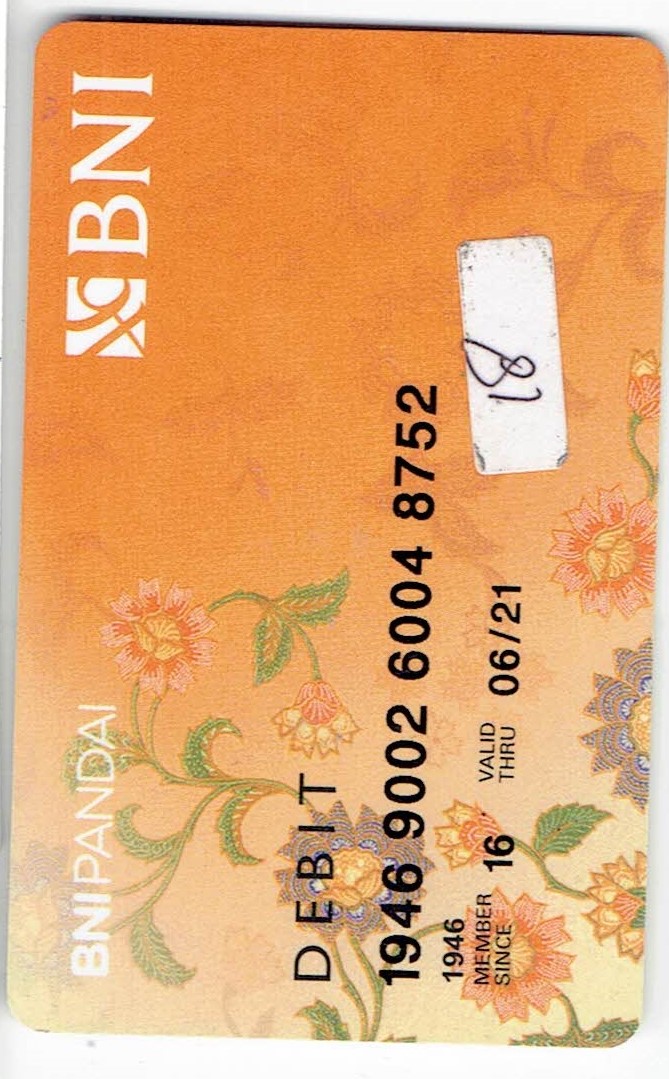 BNI PANDAI
BNI
DEBIT
1946 9002 6004 8752
1946
MEMBER SINCE 16 VALID THRU 06/21
18